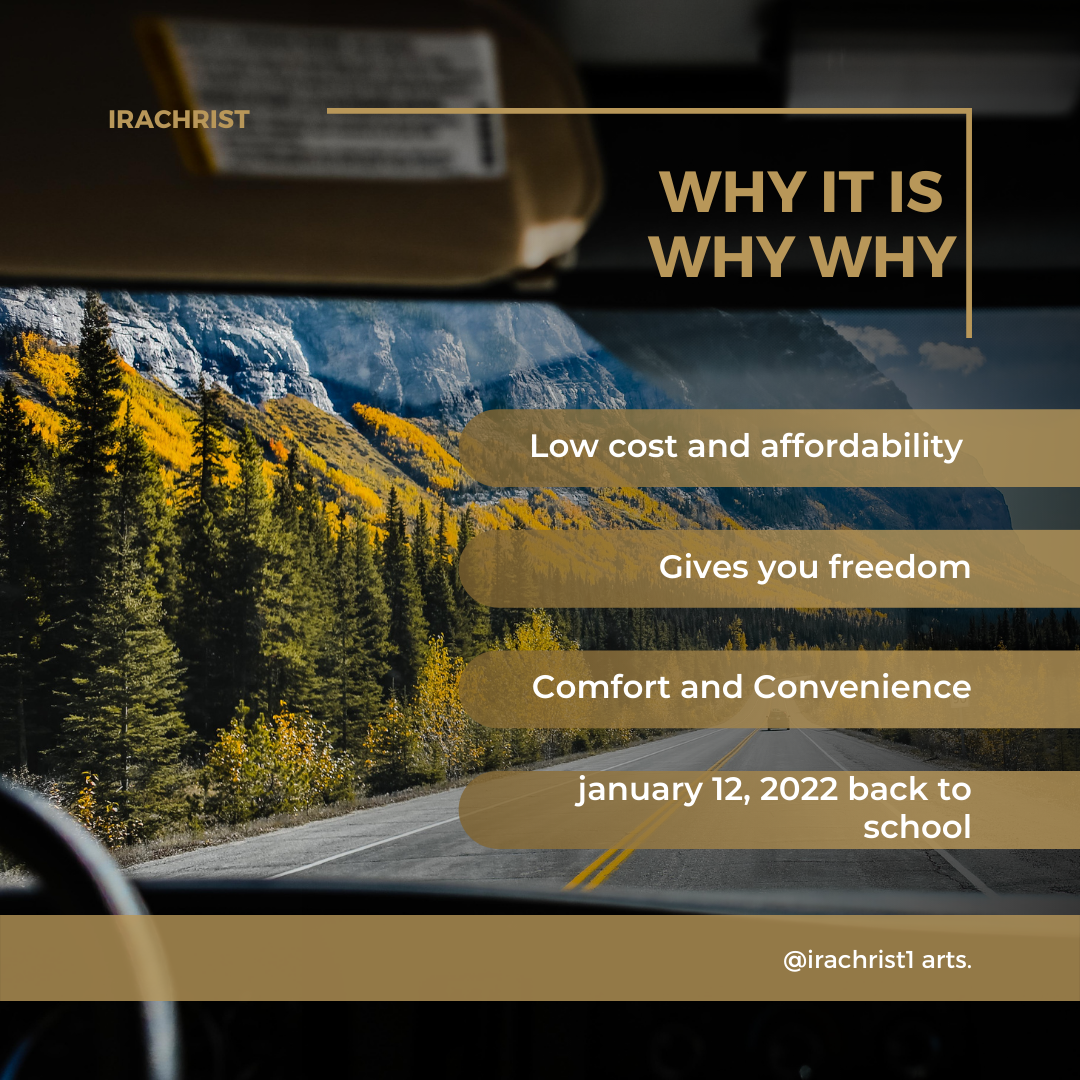 IRACHRIST
WHY IT IS
WHY WHY
Low cost and affordability
Gives you freedom
Comfort and Convenience
january 12, 2022 back to
school
@irachrist1 arts.